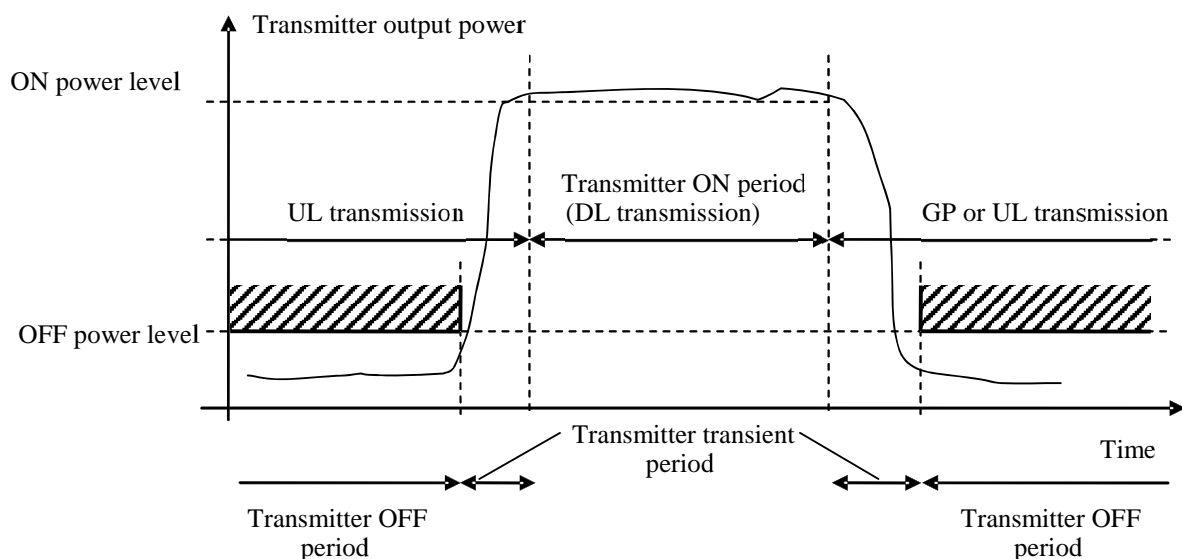 Transmitter output power
ON power level
Transmitter ON period
(DL transmission)
UL transmission
GP or UL transmission
OFF power level
Transmitter transient
period
Time
Transmitter OFF
period
Transmitter OFF
period